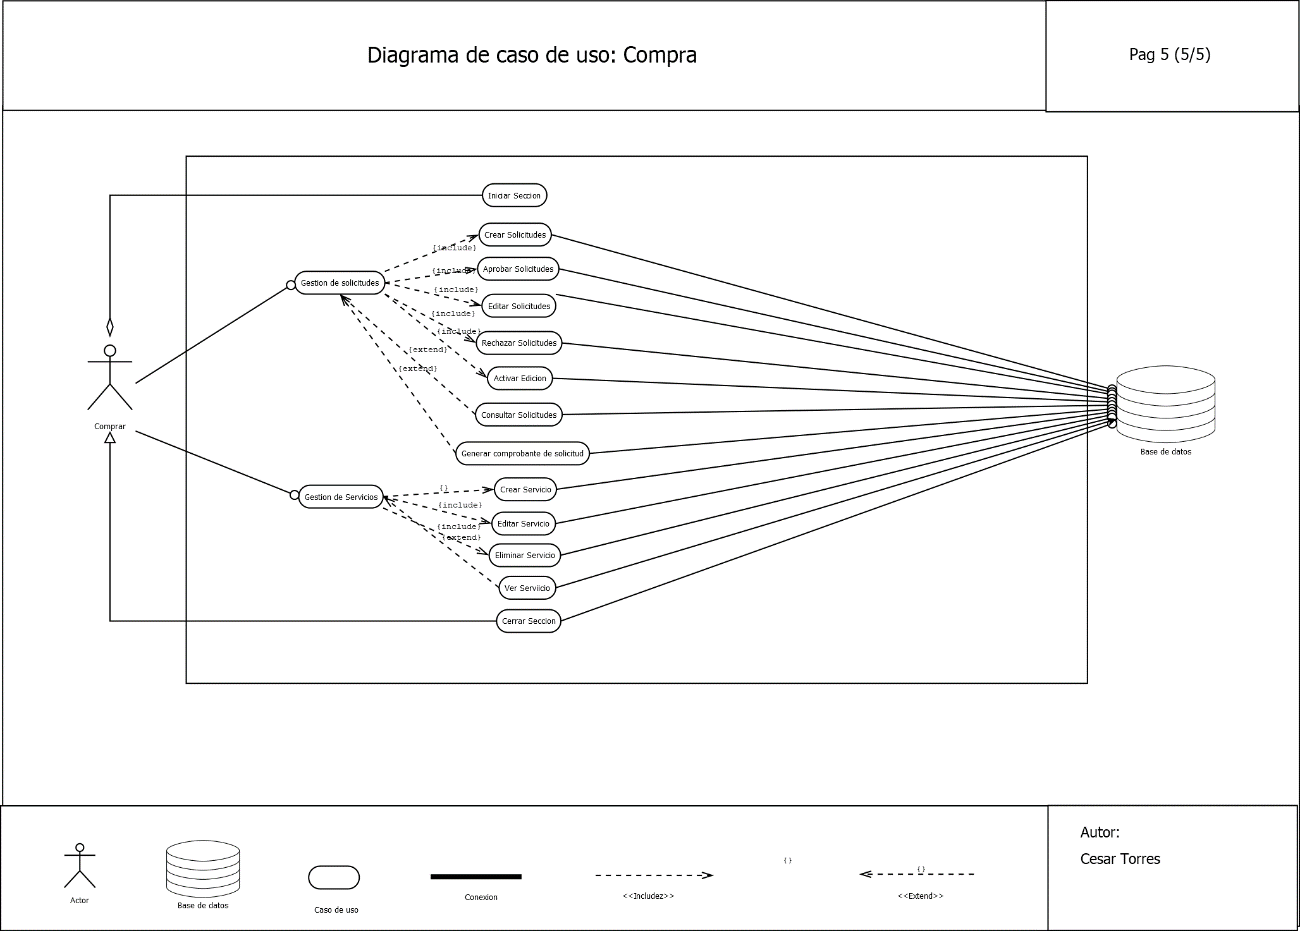 Diagrama de caso de uso: Compra
Pag 5 (5/5)
Iniciar Seccion
Crear Solicitudes
{include}
Aprobar Solicitudes
{include}
Gestion de solicitudes
{include}
Editar Solicitudes
{include}
{include}
Rechazar Solicitudes
{extend}
{extend}
Activar Edicion
Consultar Solicitudes
Comprar
Generar comprobante de solicitud
Base de datos
{}
Crear Servicio
Gestion de Servicios
{include}
Editar Servicio
{include}
{extend}
Eliminar Servicio
Ver Serviicio
Cerrar Seccion
Actor
Base de datos
Caso de uso
Conexion
<<Includez>>
{}
{}
<<Extend>>
Autor:
Cesar Torres